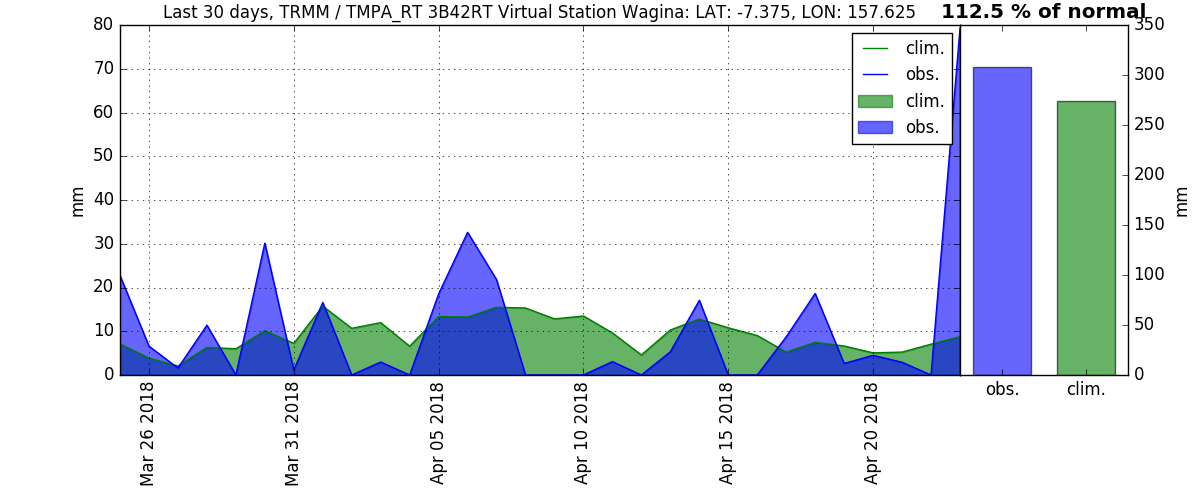 Last 30 days, TRMM / TMPA_RT 3B42RT Virtual Station Wagina: LAT: -7.375, LON: 157.625
112.5 % of normal
80
70
60
50
40
30
20
10
0
mm
clim.
obs.
clim.
obs.
350
300
250
200
150
100
50
0
mm
obs.
clim.
Mar 26 2018
Mar 31 2018
Apr 05 2018
Apr 10 2018
Apr 15 2018
Apr 20 2018